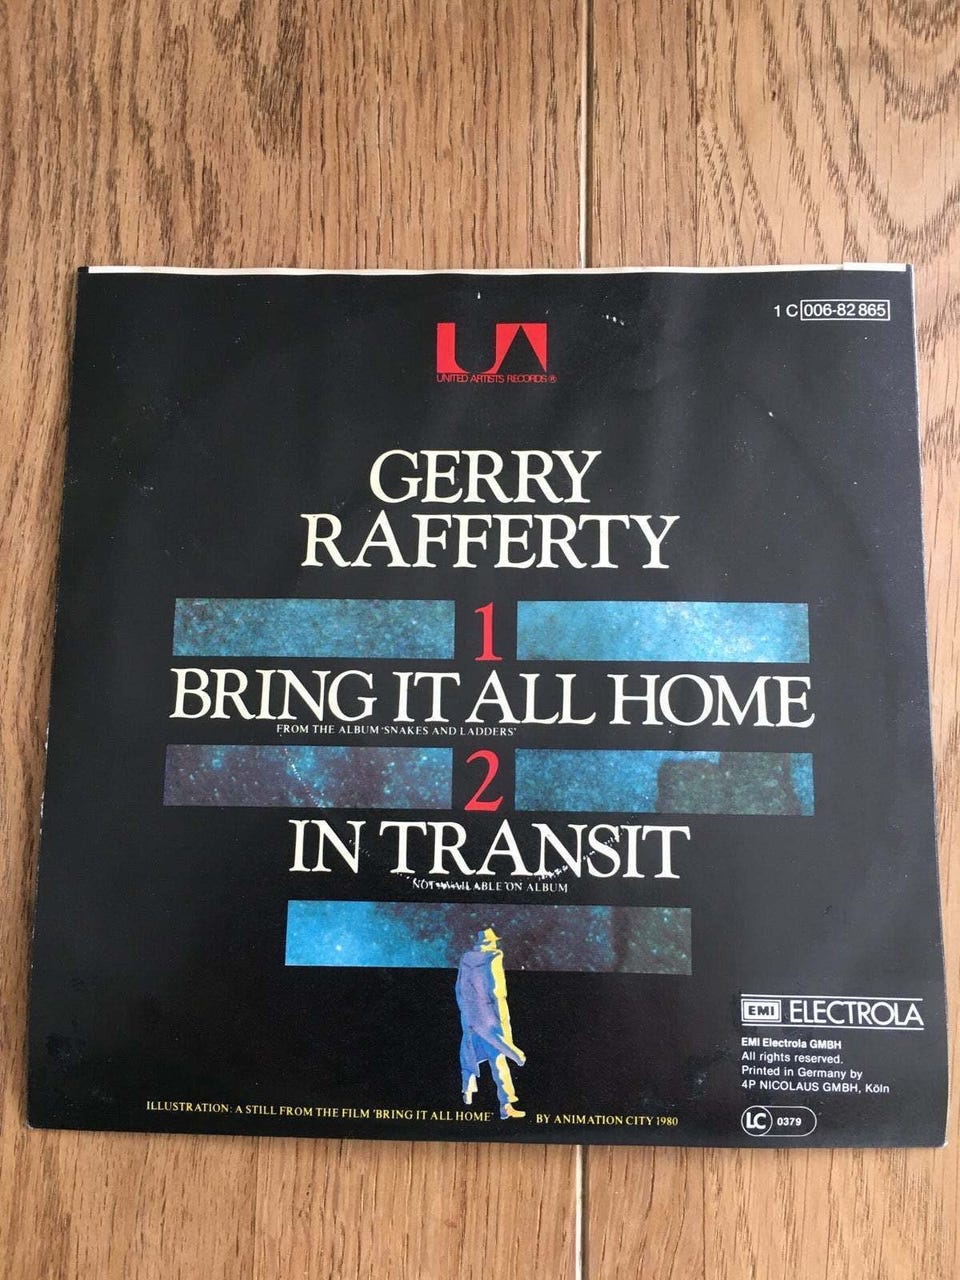 1 C 006-82 865
UA
UNITED ARTISTS RECORDS ®
GERRY
RAFFERTY
1
BRING IT ALL HOME
FROM THE ALBUM 'SNAKES AND LADDERS'
2
IN TRANSIT
NOT AVAILABLE ON ALBUM
EMI ELECTROLA
EMI Electrola GMBH
All rights reserved.
Printed in Germany by
4P NICOLAUS GMBH, Köln
LC 0379
ILLUSTRATION: A STILL FROM THE FILM 'BRING IT ALL HOME' BY ANIMATION CITY 1980